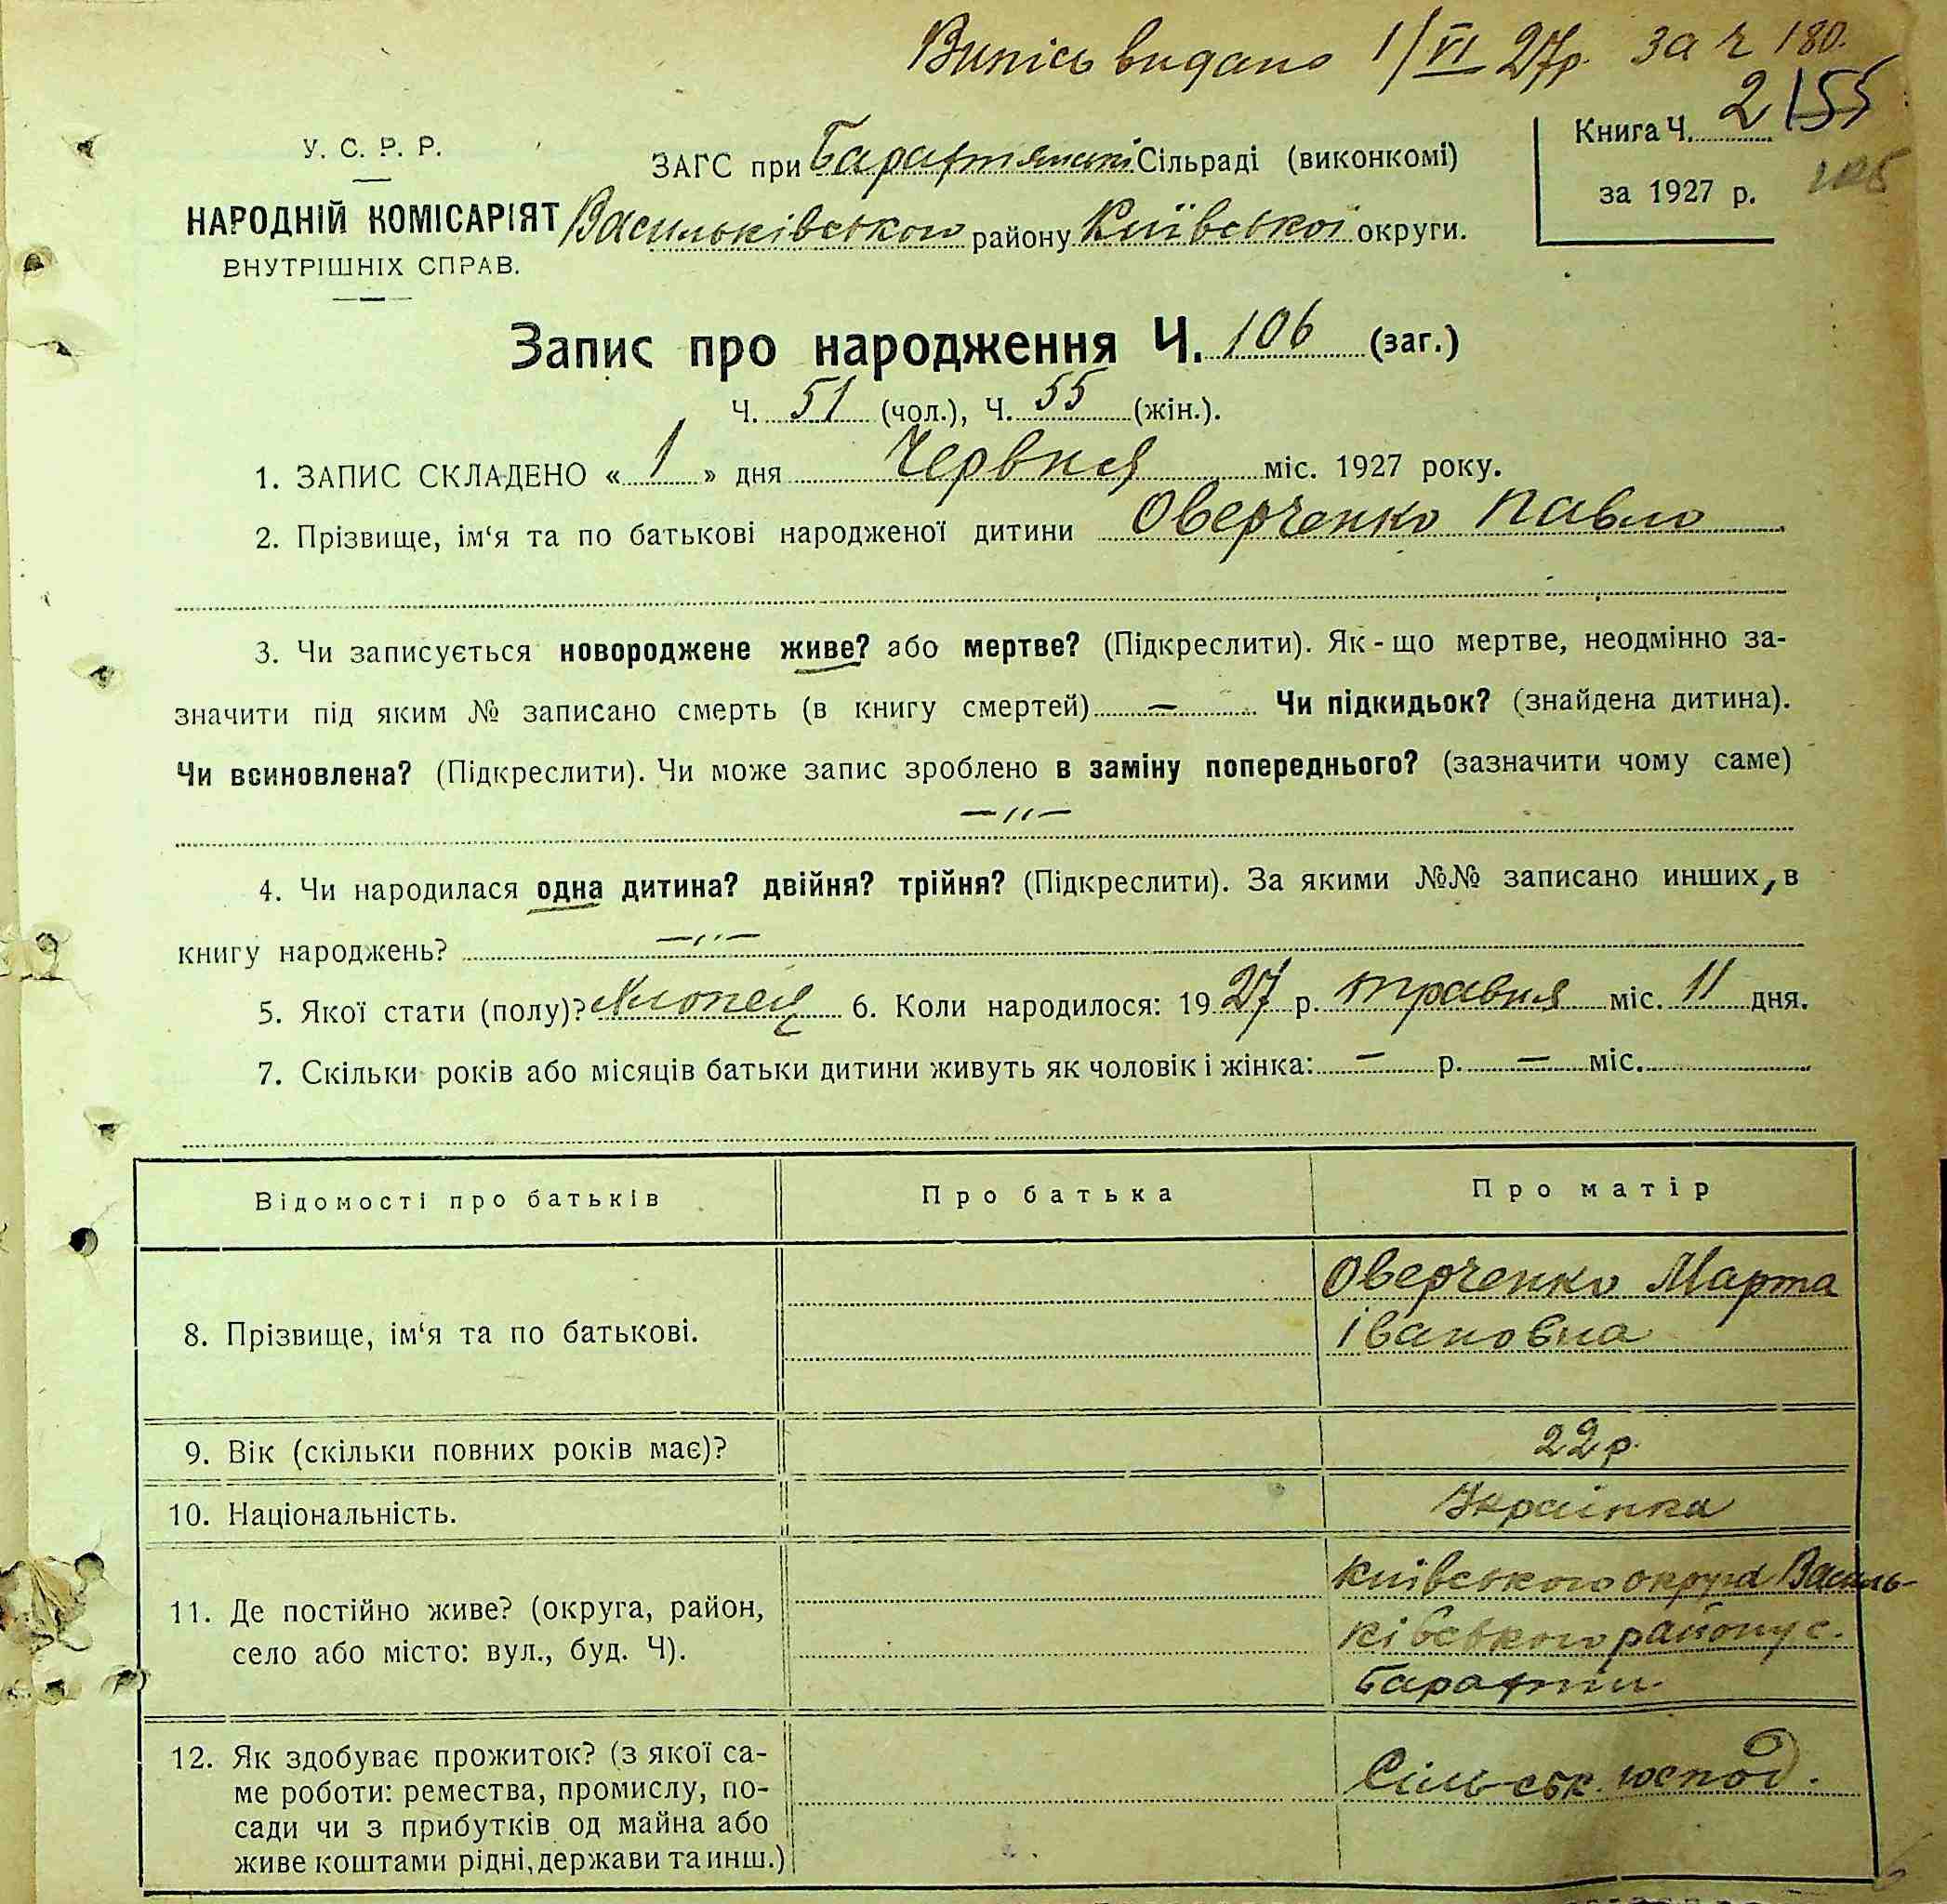 Випісь видано 1/VI 27р. за ч 180.
У. С. Р. Р.
НАРОДНІЙ КОМІСАРІЯТ
ВНУТРІШНІХ СПРАВ.
ЗАГС при Барахтянські Сільраді (виконкомі)
Васильківського району Київської округи.
Книга Ч. 2 155
за 1927 р.
Запис про народження Ч. 106 (заг.)
Ч. 51 (чол.), Ч. 55 (жін.).
1. ЗАПИС СКЛАДЕНО « 1 » дня Червня міс. 1927 року.
2. Прізвище, ім‘я та по батькові народженої дитини Оверченко Павло
3. Чи записується новороджене живе? або мертве? (Підкреслити). Як-що мертве, неодмінно за-
значити під яким № записано смерть (в книгу смертей) — Чи підкидьок? (знайдена дитина).
Чи всиновлена? (Підкреслити). Чи може запис зроблено в заміну попереднього? (зазначити чому саме)
—〃—
4. Чи народилася одна дитина? двійня? трійня? (Підкреслити). За якими №№ записано инших, в
книгу народжень? —〃—
5. Якої стати (полу)? Хлопець 6. Коли народилося: 1927 р. травня міс. 11 дня.
7. Скільки років або місяців батьки дитини живуть як чоловік і жінка: — р. — міс.
Відомості про батьків Про батька Про матір
8. Прізвище, ім‘я та по батькові. Оверченко Марта
Івановна
9. Вік (скільки повних років має)? 22 р.
10. Національність. Українка
11. Де постійно живе? (округа, район,
село або місто: вул., буд. Ч).
Київського округа Василь-
ківського району с.
Барахти
12. Як здобуває прожиток? (з якої са-
ме роботи: ремества, промислу, по-
сади чи з прибутків од майна або
живе коштами рідні, держави та инш.)
Сільськ. господ.